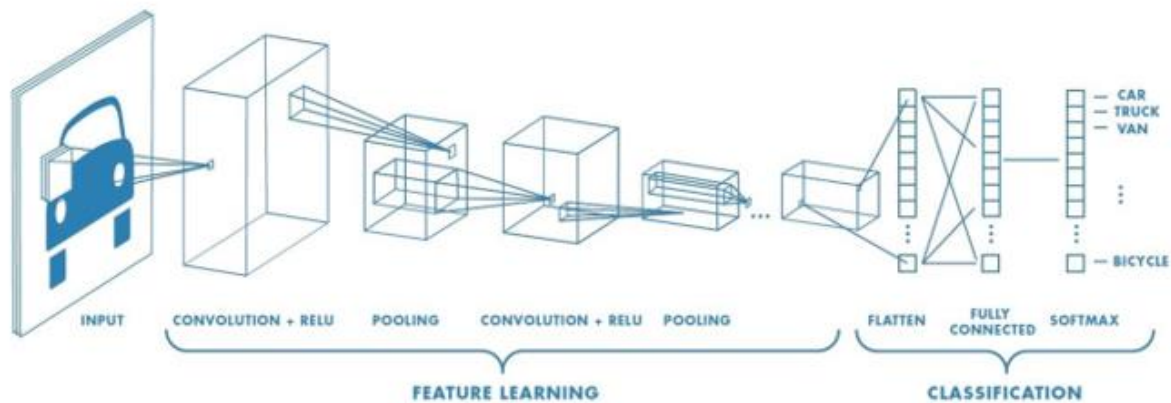 CAR
TRUCK
VAN
BICYCLE
INPUT
CONVOLUTION + RELU
POOLING
CONVOLUTION + RELU
POOLING
FLATTEN
FULLY
CONNECTED
SOFTMAX
FEATURE LEARNING
CLASSIFICATION